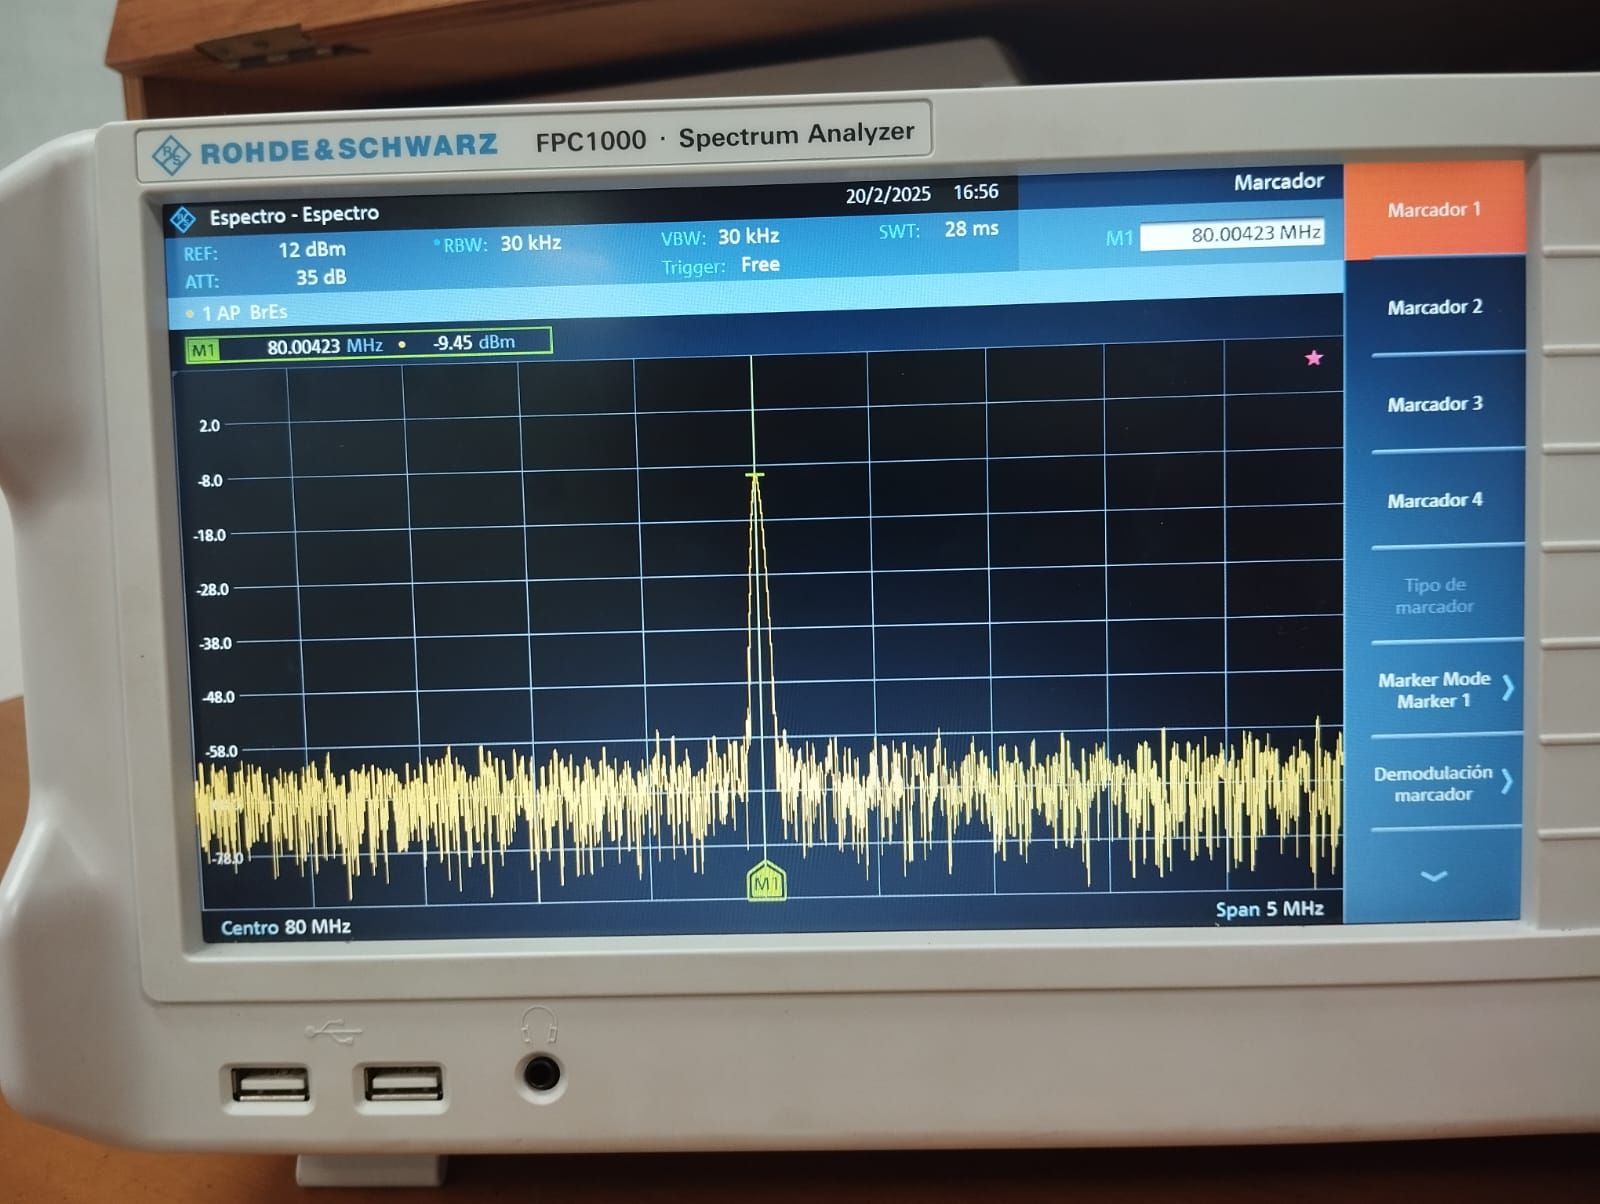 ROHDE & SCHWARZ FPC1000 · Spectrum Analyzer
Espectro - Espectro 20/2/2025 16:56 Marcador
REF: 12 dBm RBW: 30 kHz VBW: 30 kHz SWT: 28 ms M1 80.00423 MHz
ATT: 35 dB Trigger: Free
1 AP BrEs
M1 80.00423 MHz • -9.45 dBm
2.0
-8.0
-18.0
-28.0
-38.0
-48.0
-58.0
-78.0
M1
Centro 80 MHz Span 5 MHz
Marcador 1
Marcador 2
Marcador 3
Marcador 4
Tipo de
marcador
Marker Mode
Marker 1
Demodulación
marcador